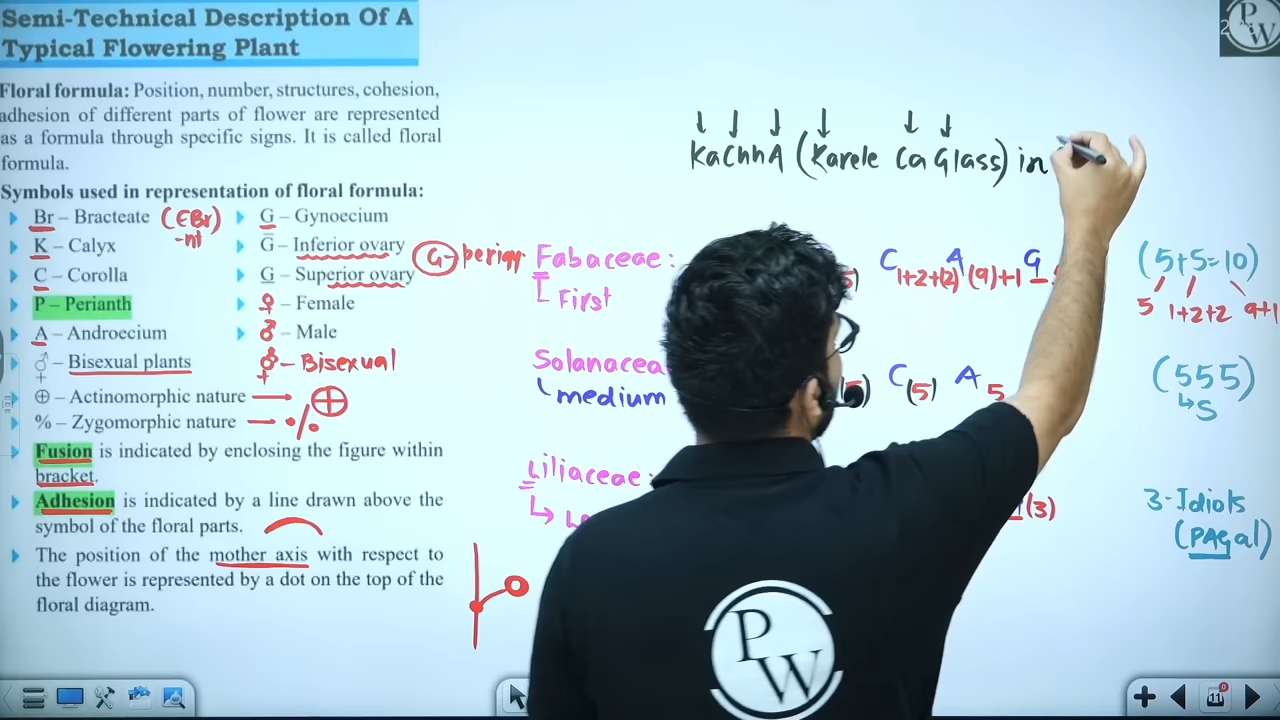 Semi-Technical Description Of A
Typical Flowering Plant
Floral formula: Position, number, structures, cohesion,
adhesion of different parts of flower are represented
as a formula through specific signs. It is called floral
formula.
Symbols used in representation of floral formula:
Br – Bracteate (EBr)
K – Calyx
C – Corolla
P – Perianth
A – Androecium
⚥ – Bisexual plants
⊕ – Actinomorphic nature → ⊕
% – Zygomorphic nature – %
G – Gynoecium
G̅ – Inferior ovary
G – Superior ovary
♀ – Female
♂ – Male
⚥ – Bisexual
G – perigy
Fusion is indicated by enclosing the figure within
bracket.
Adhesion is indicated by a line drawn above the
symbol of the floral parts.
The position of the mother axis with respect to
the flower is represented by a dot on the top of the
floral diagram.
KaChhA (Karele Ca Glass) in
Fabaceae: 5) C 1+2+(2) A (9)+1 G
First
(5+5=10)
5 1+2+2 9+1
Solanacea C (5) A 5
medium
(555)
↳5
Liliaceae: (3)
3-Idiots
(PAGal)
PW
PW
11